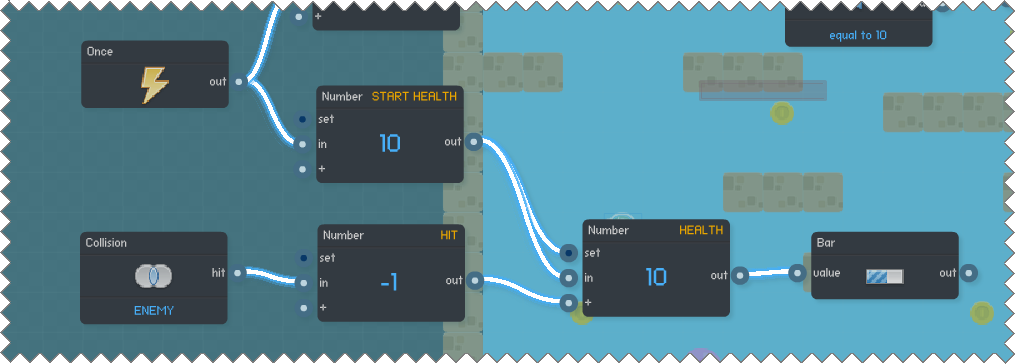 +
equal to 10
Once
out
Number START HEALTH
set
in
+
10
out
Collision
hit
ENEMY
Number HIT
set
in
+
-1
out
Number HEALTH
set
in
+
10
out
Bar
value
out